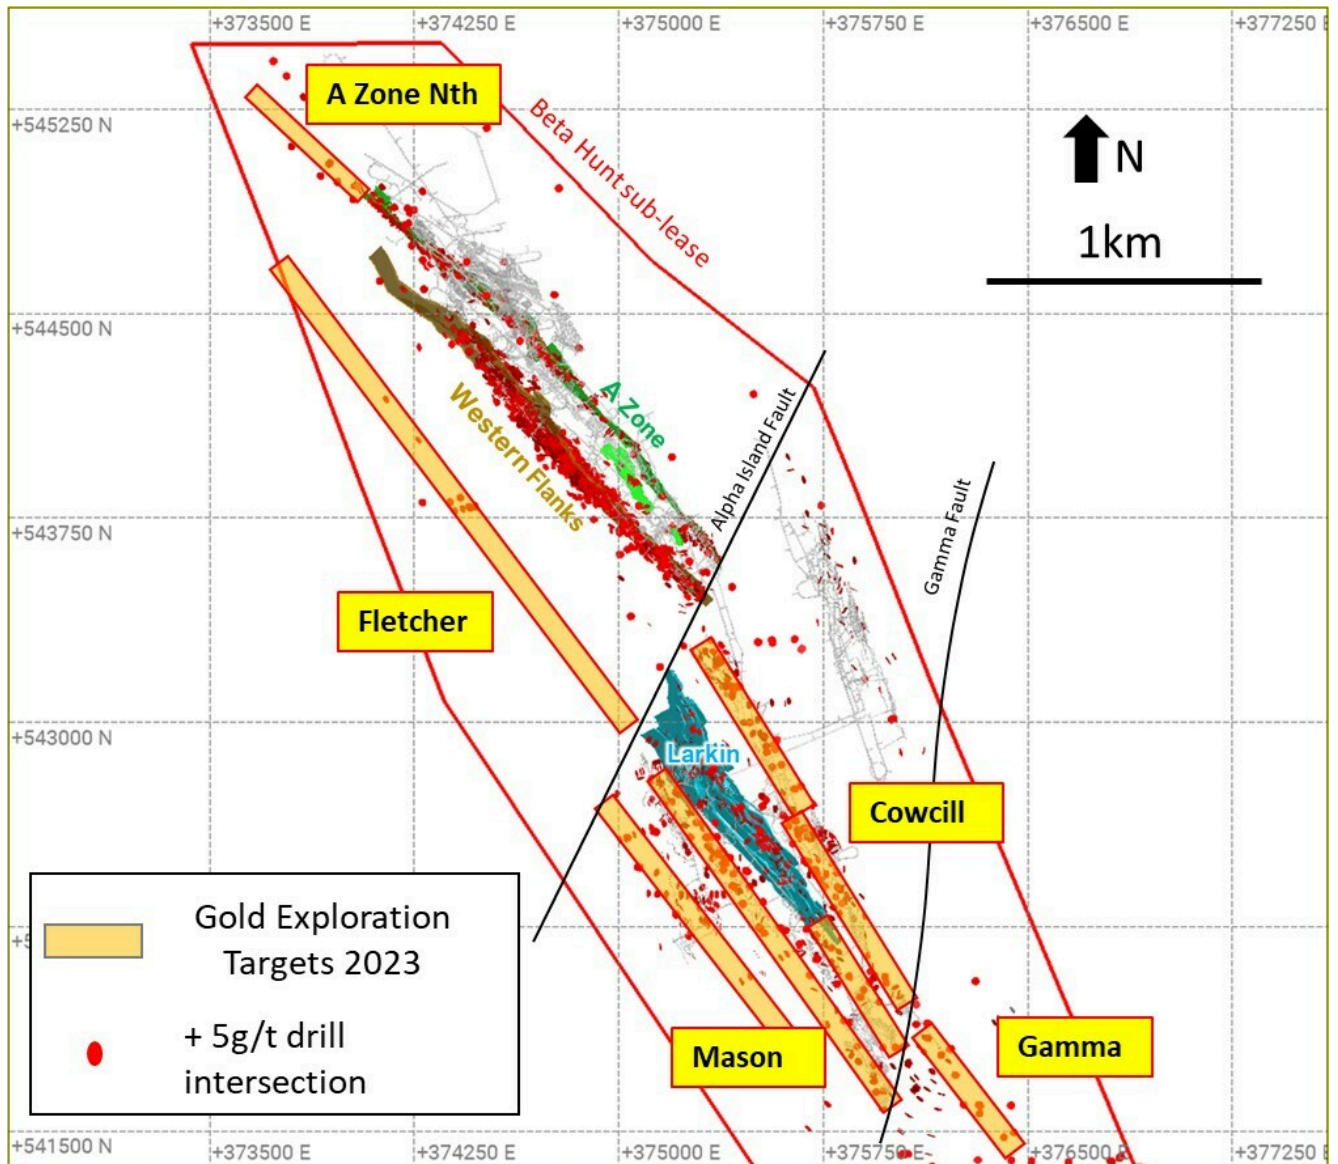 +373500 E
+374250 E
+375000 E
+375750 E
+376500 E
+377250 E
A Zone Nth
+545250 N
Beta Hunt sub-lease
N
1km
+544500 N
A Zone
Western Flanks
Alpha Island Fault
Gamma Fault
+543750 N
Fletcher
+543000 N
Larkin
Cowcill
Gold Exploration
Targets 2023
+ 5g/t drill
intersection
Mason
Gamma
+541500 N
+373500 E
+374250 E
+375000 E
+375750 E
+376500 E
+377250 E